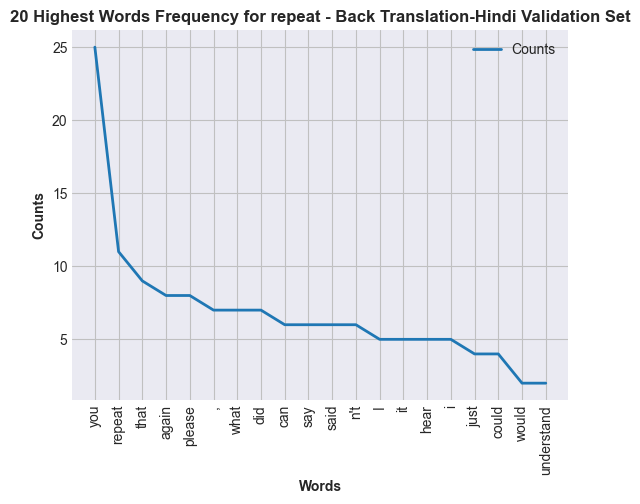 20 Highest Words Frequency for repeat - Back Translation-Hindi Validation Set
Counts
25
20
15
10
5
Counts
you
repeat
that
again
please
,
what
did
can
say
said
n't
I
it
hear
i
just
could
would
understand
Words